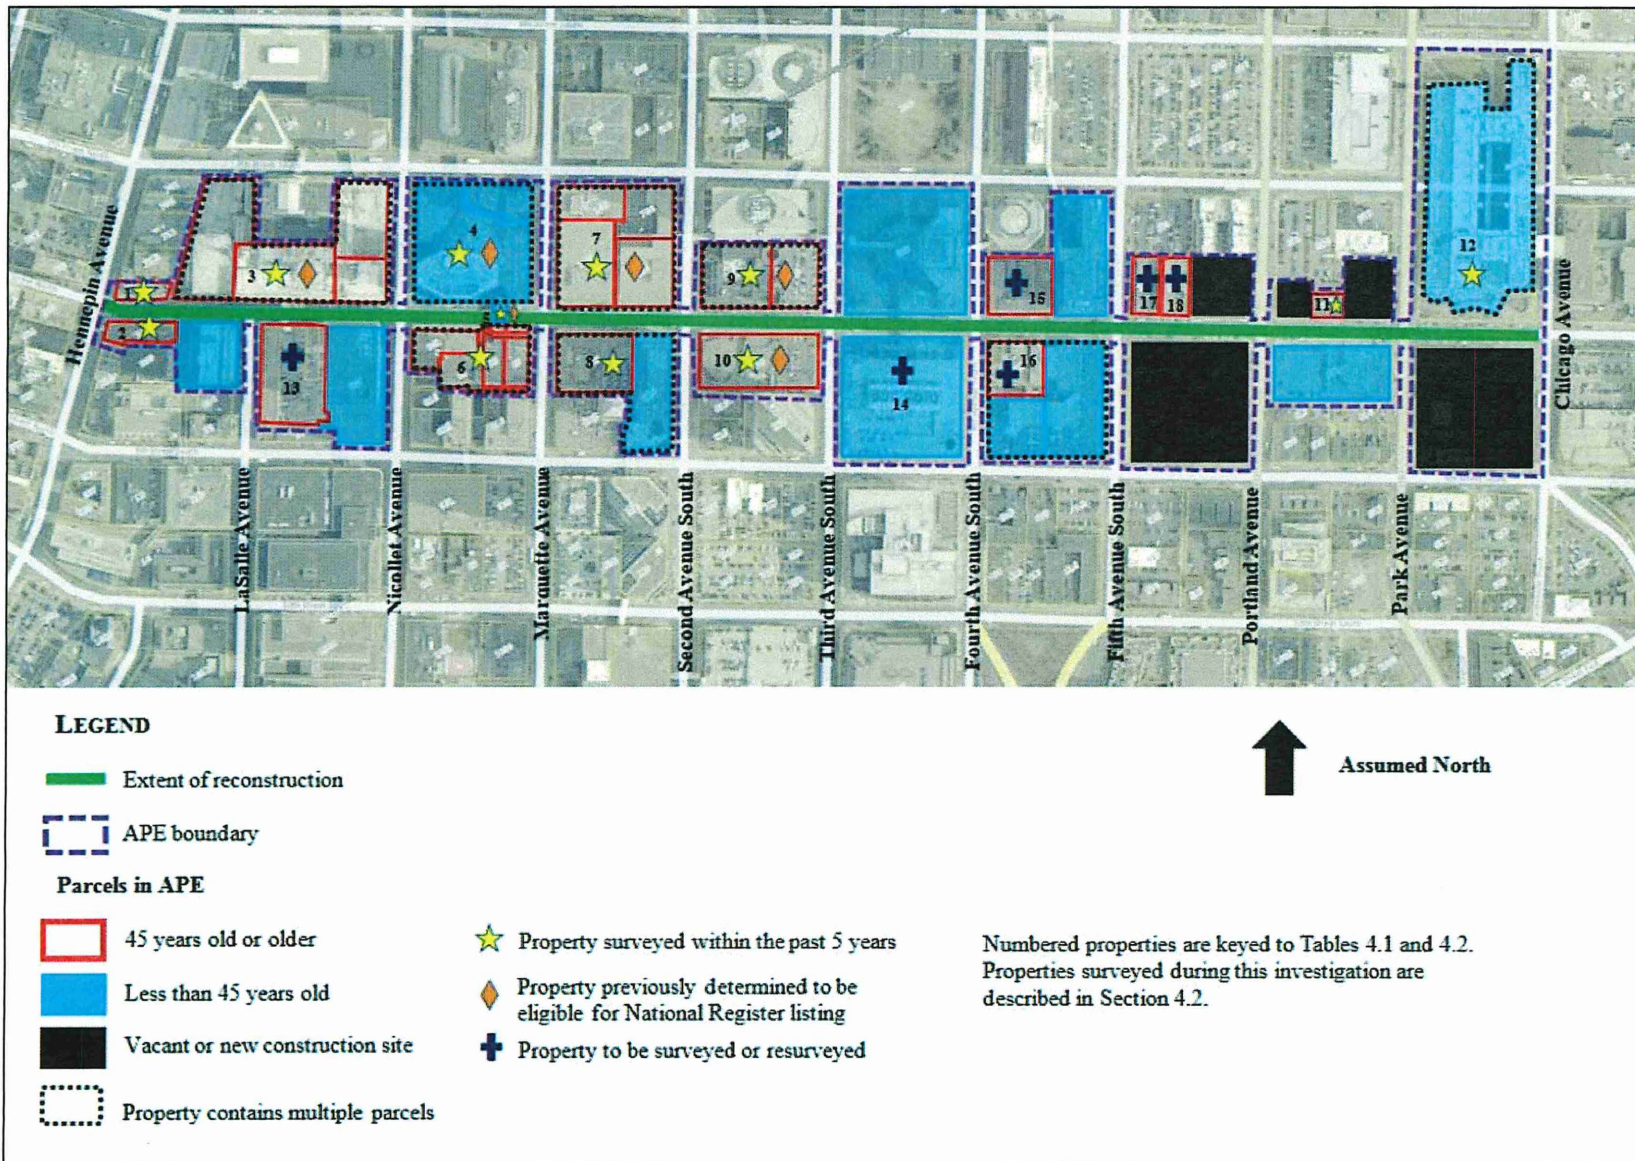 Hennepin Avenue
LaSalle Avenue
Nicollet Avenue
Marquette Avenue
Second Avenue South
Third Avenue South
Fourth Avenue South
Fifth Avenue South
Portland Avenue
Park Avenue
Chicago Avenue
1
2
3
4
6
7
8
9
10
11
12
13
14
15
16
17
18
LEGEND
Extent of reconstruction
APE boundary
Parcels in APE
45 years old or older
Less than 45 years old
Vacant or new construction site
Property contains multiple parcels
Property surveyed within the past 5 years
Property previously determined to be
eligible for National Register listing
Property to be surveyed or resurveyed
Assumed North
Numbered properties are keyed to Tables 4.1 and 4.2.
Properties surveyed during this investigation are
described in Section 4.2.